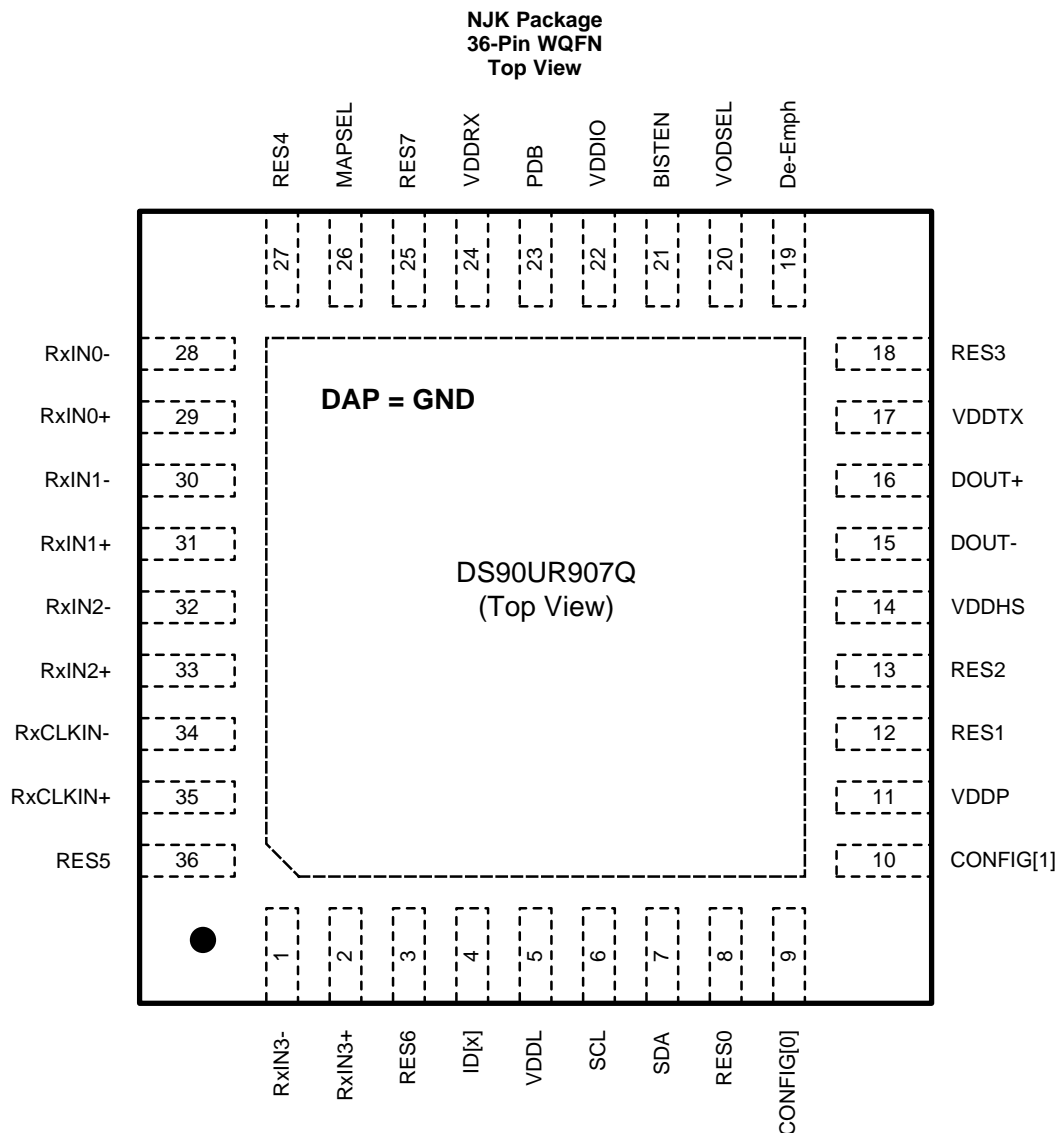 NJK Package
36-Pin WQFN
Top View
RES4
MAPSEL
RES7
VDDRX
PDB
VDDIO
BISTEN
VODSEL
De-Emph
27
26
25
24
23
22
21
20
19
RxIN0- 28
RxIN0+ 29
RxIN1- 30
RxIN1+ 31
RxIN2- 32
RxIN2+ 33
RxCLKIN- 34
RxCLKIN+ 35
RES5 36
DAP = GND
DS90UR907Q
(Top View)
18 RES3
17 VDDTX
16 DOUT+
15 DOUT-
14 VDDHS
13 RES2
12 RES1
11 VDDP
10 CONFIG[1]
1
2
3
4
5
6
7
8
9
RxIN3-
RxIN3+
RES6
ID[x]
VDDL
SCL
SDA
RES0
CONFIG[0]